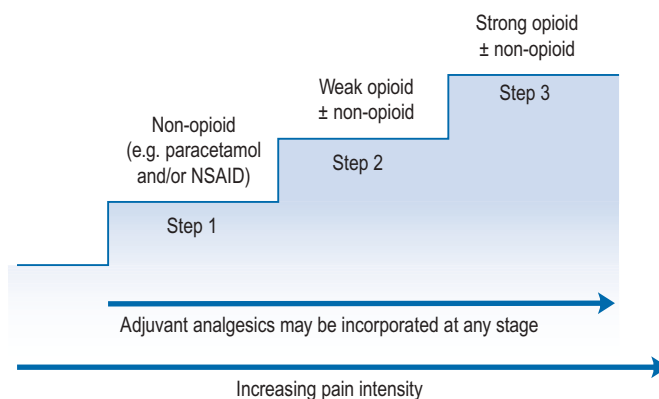 Strong opioid
± non-opioid
Step 3
Weak opioid
± non-opioid
Step 2
Non-opioid
(e.g. paracetamol
and/or NSAID)
Step 1
Adjuvant analgesics may be incorporated at any stage
Increasing pain intensity